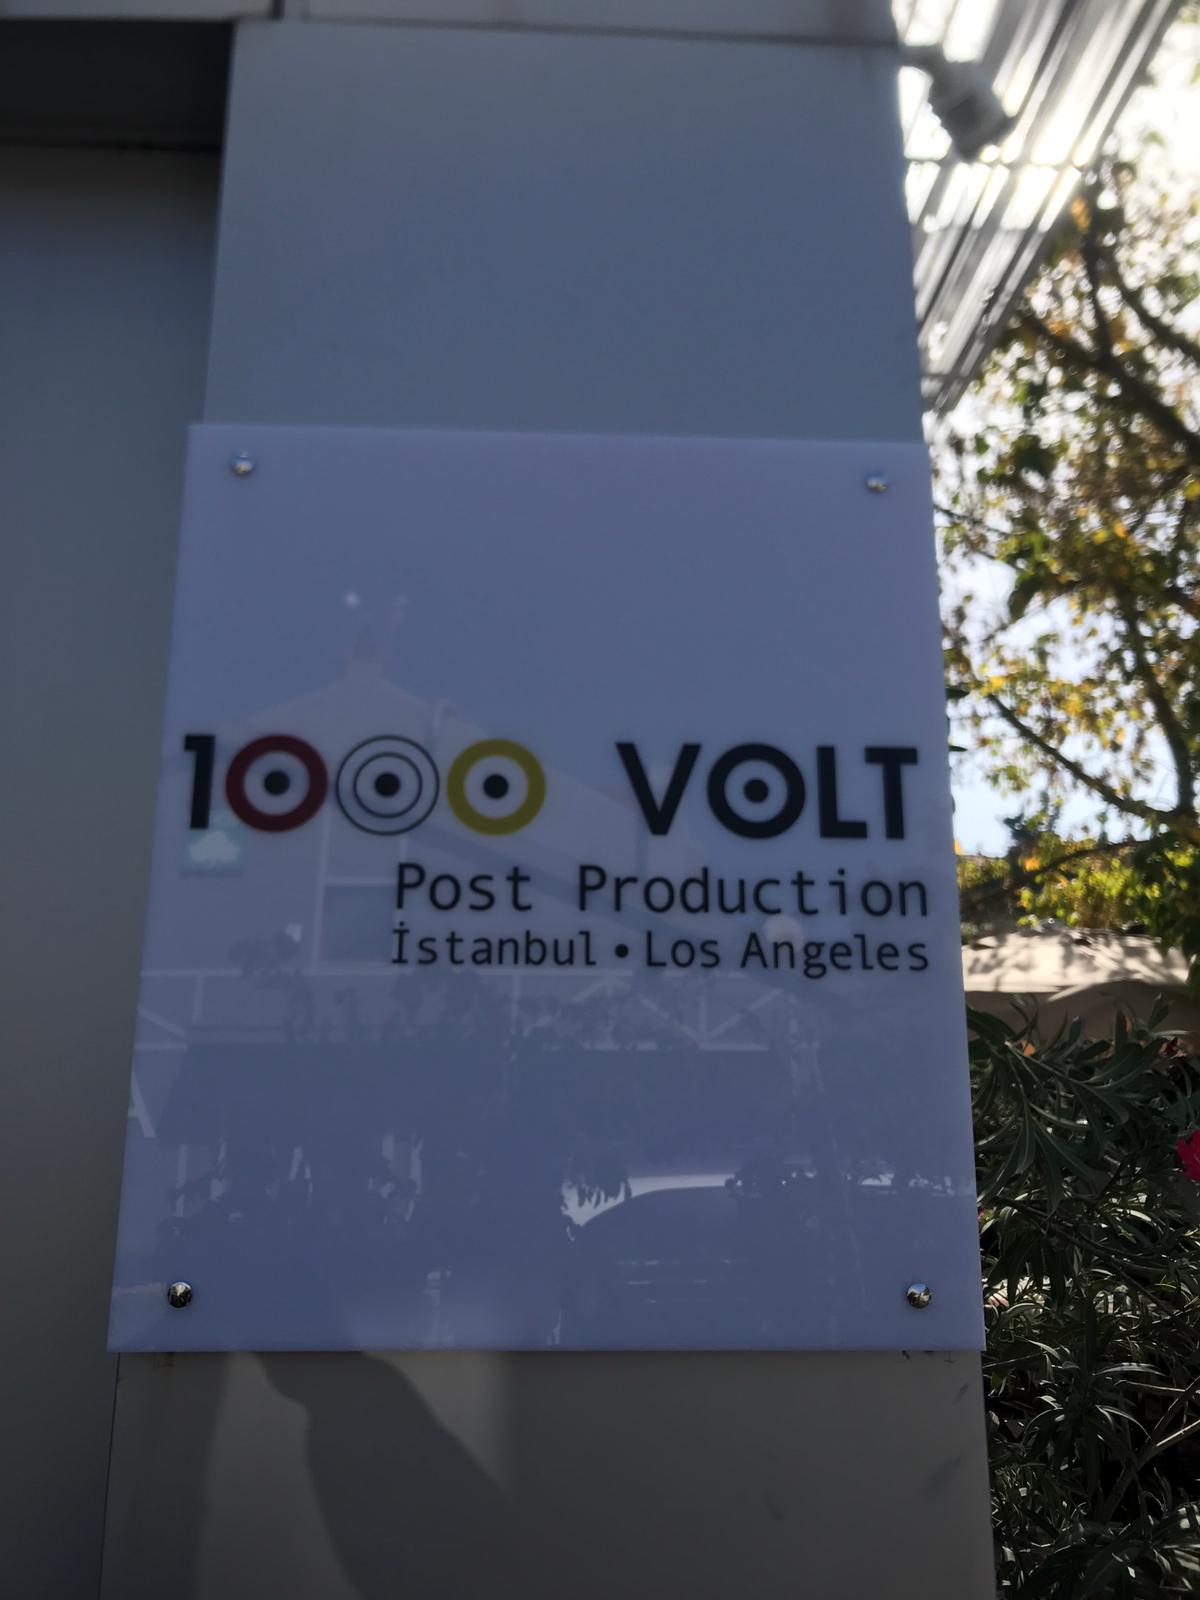 1000 VOLT
Post Production
İstanbul • Los Angeles